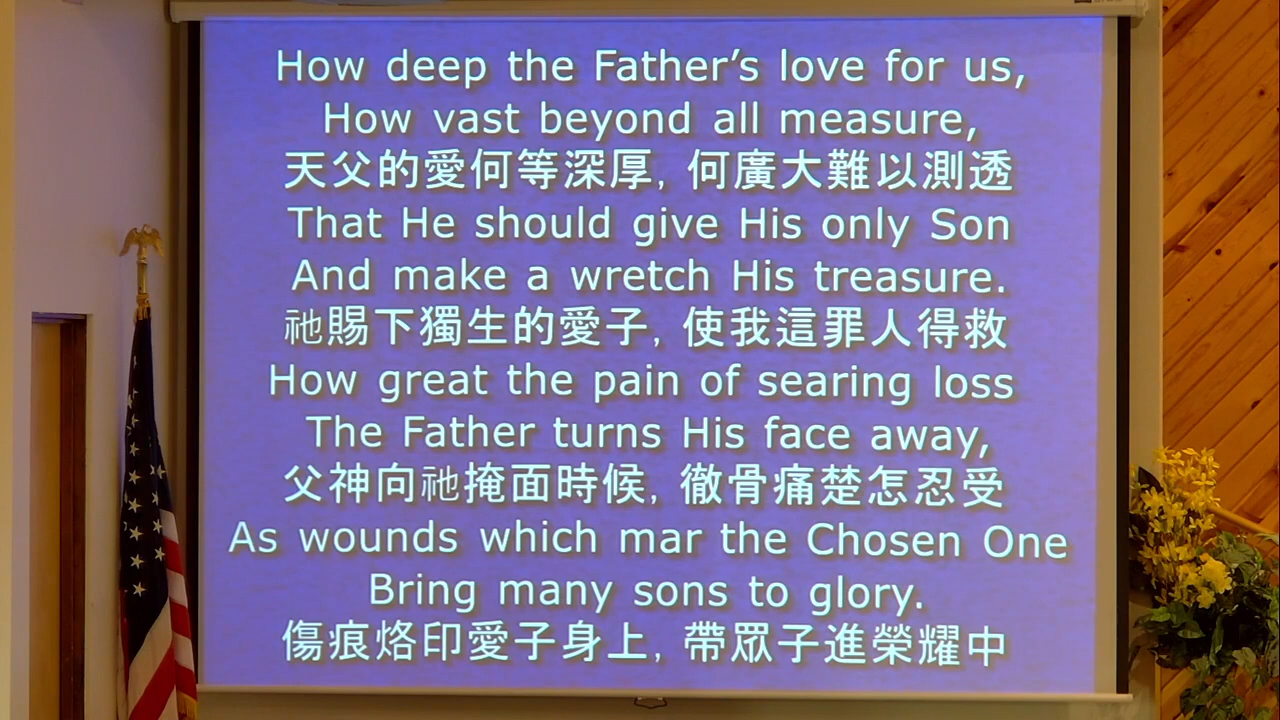 How deep the Father's love for us,
How vast beyond all measure,
天父的愛何等深厚, 何廣大難以測透
That He should give His only Son
And make a wretch His treasure.
祂賜下獨生的愛子, 使我這罪人得救
How great the pain of searing loss
The Father turns His face away,
父神向祂掩面時候, 徹骨痛楚怎忍受
As wounds which mar the Chosen One
Bring many sons to glory.
傷痕烙印愛子身上, 帶眾子進榮耀中